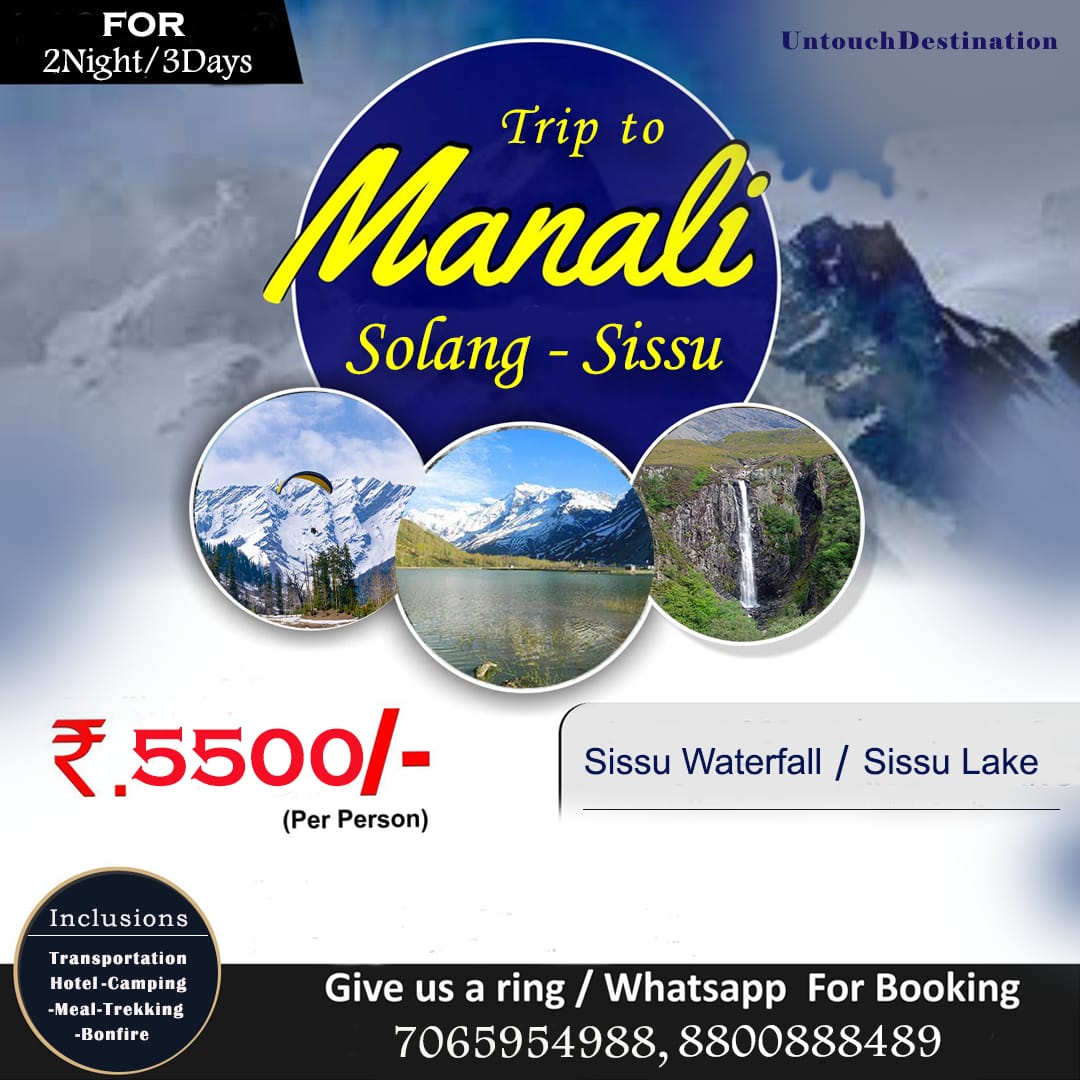 FOR
2Night/3Days
UntouchDestination
Trip to
Manali
Solang - Sissu
₹.5500/-
(Per Person)
Sissu Waterfall / Sissu Lake
Inclusions
Transportation
Hotel-Camping
-Meal-Trekking
-Bonfire
Give us a ring / Whatsapp For Booking
7065954988, 8800888489